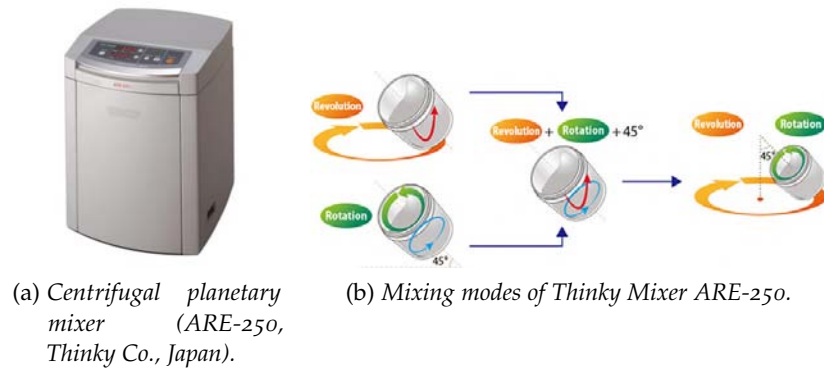 Revolution
Revolution + Rotation + 45°
Revolution
Rotation
45°
Rotation
45°
(a) Centrifugal planetary
mixer (ARE-250,
Thinky Co., Japan).
(b) Mixing modes of Thinky Mixer ARE-250.